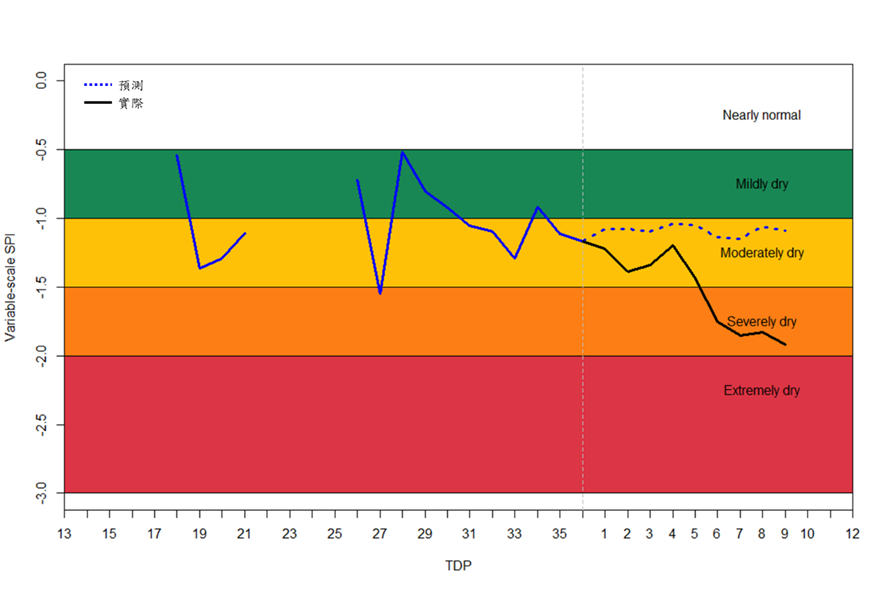 預測
實際
Nearly normal
Mildly dry
Moderately dry
Severely dry
Extremely dry
Variable-scale SPI
0.0
-0.5
-1.0
-1.5
-2.0
-2.5
-3.0
13 15 17 19 21 23 25 27 29 31 33 35 1 2 3 4 5 6 7 8 9 10 12
TDP